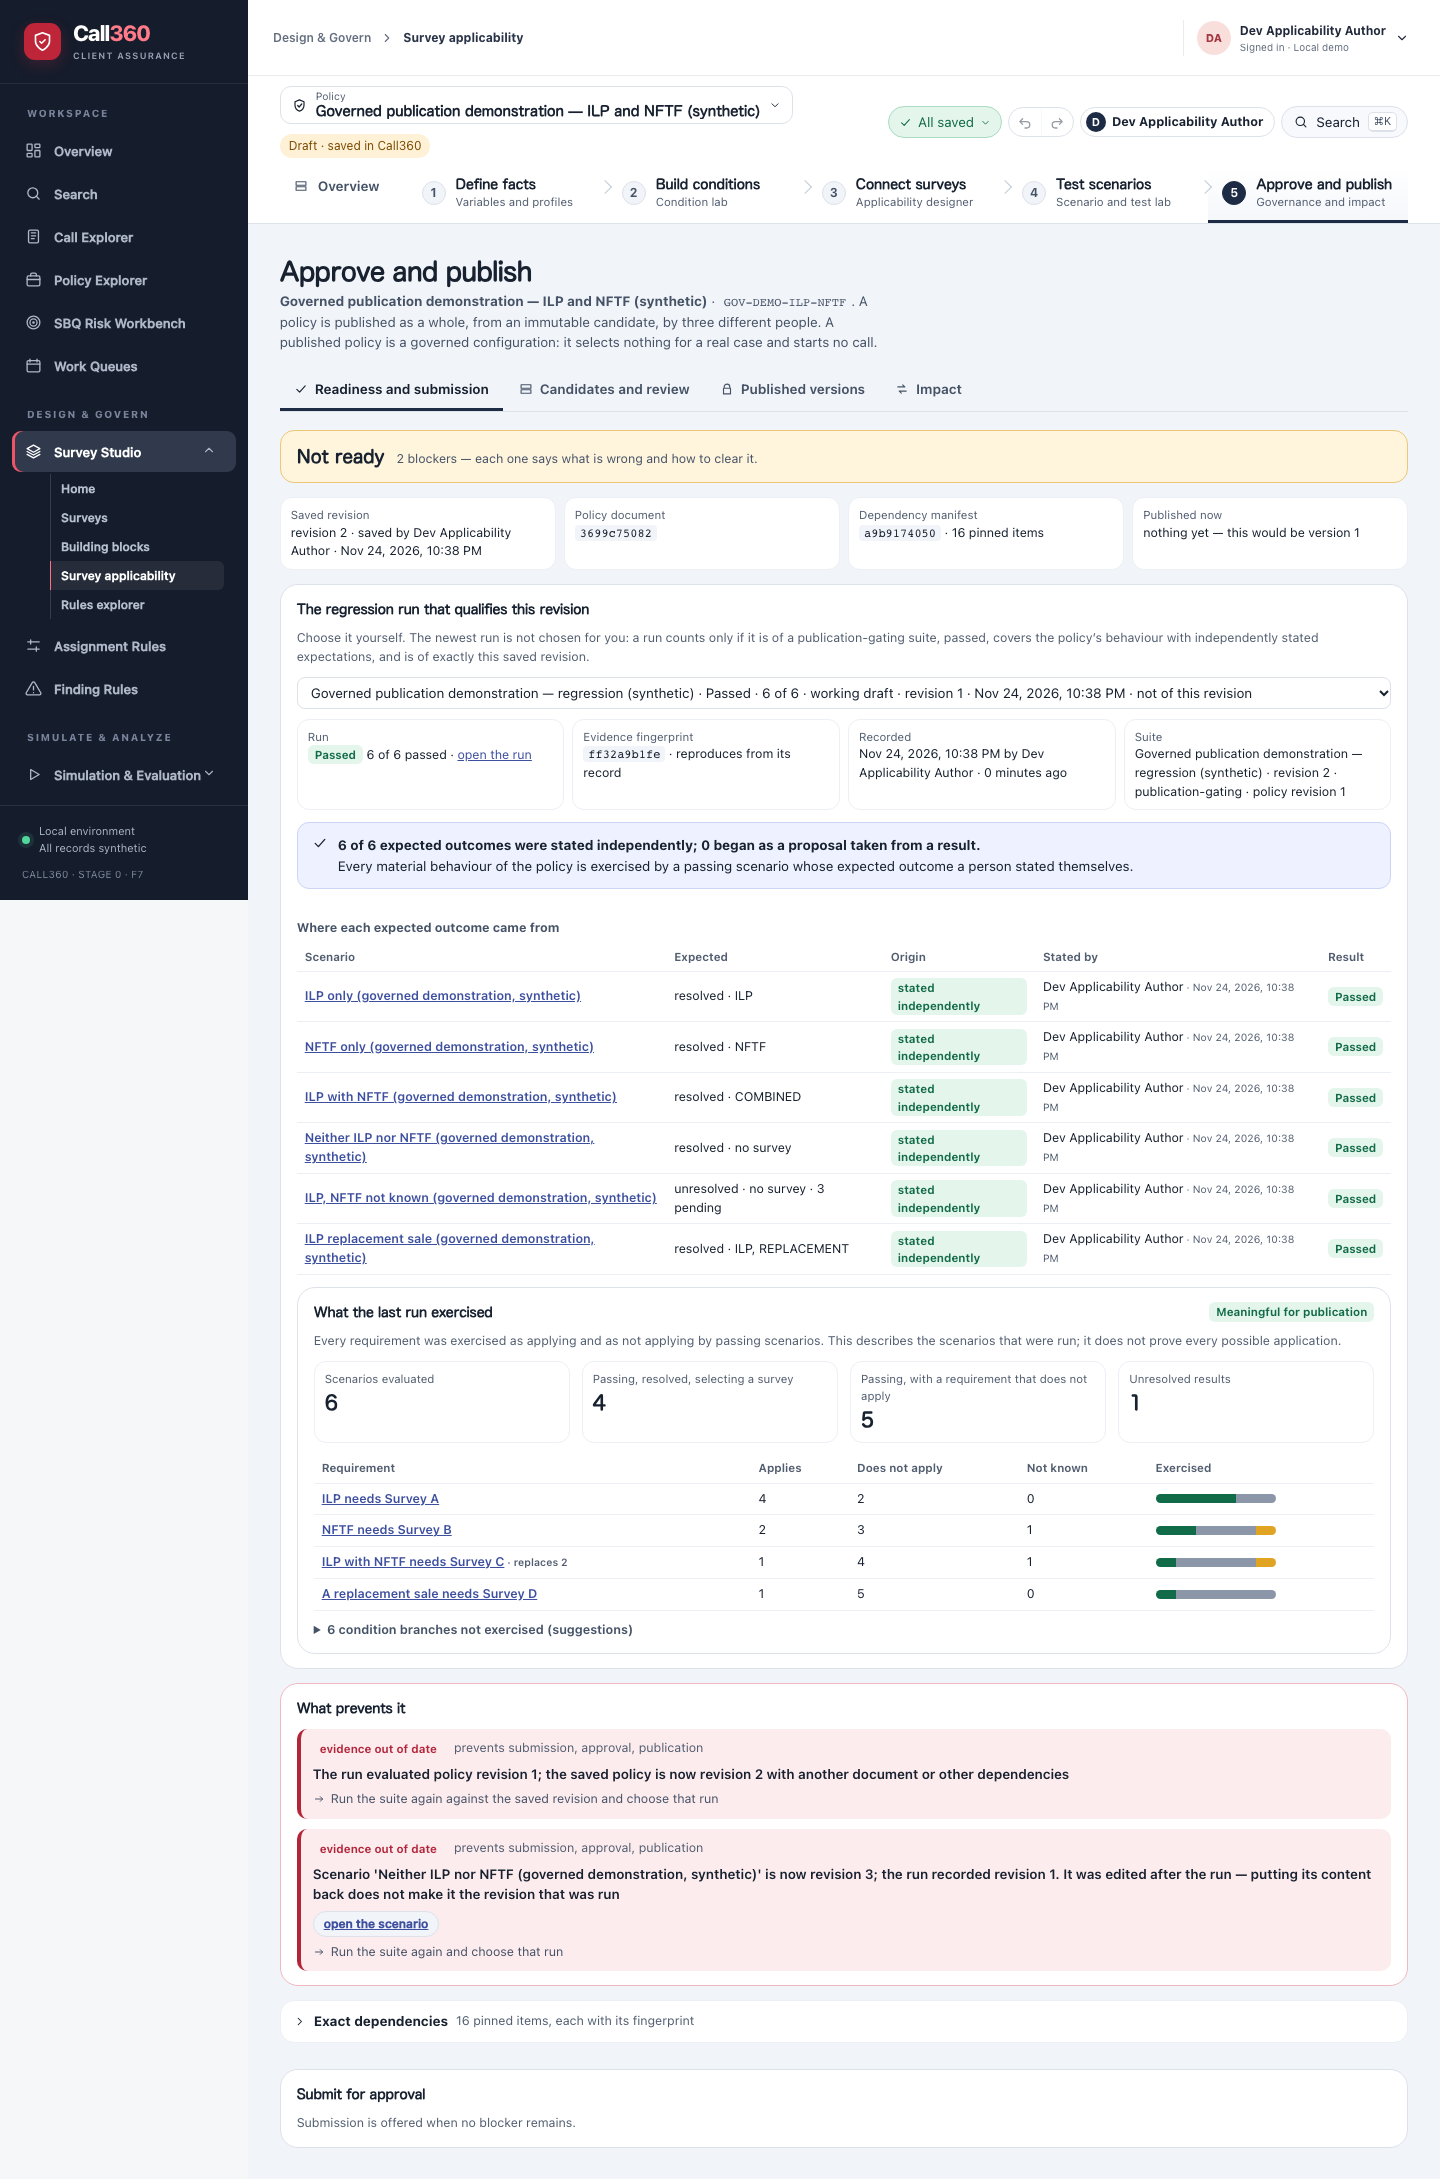 Call360
CLIENT ASSURANCE
WORKSPACE
Overview
Search
Call Explorer
Policy Explorer
SBQ Risk Workbench
Work Queues
DESIGN & GOVERN
Survey Studio
Home
Surveys
Building blocks
Survey applicability
Rules explorer
Assignment Rules
Finding Rules
SIMULATE & ANALYZE
Simulation & Evaluation
Local environment
All records synthetic
CALL360 · STAGE 0 · F7
Design & Govern
Survey applicability
DA
Dev Applicability Author
Signed in · Local demo
Policy
Governed publication demonstration — ILP and NFTF (synthetic)
Draft · saved in Call360
All saved
D
Dev Applicability Author
Search ⌘K
Overview
1 Define facts
Variables and profiles
2 Build conditions
Condition lab
3 Connect surveys
Applicability designer
4 Test scenarios
Scenario and test lab
5 Approve and publish
Governance and impact
Approve and publish
Governed publication demonstration — ILP and NFTF (synthetic) · GOV-DEMO-ILP-NFTF . A
policy is published as a whole, from an immutable candidate, by three different people. A
published policy is a governed configuration: it selects nothing for a real case and starts no call.
Readiness and submission
Candidates and review
Published versions
Impact
Not ready 2 blockers — each one says what is wrong and how to clear it.
Saved revision
revision 2 · saved by Dev Applicability
Author · Nov 24, 2026, 10:38 PM
Policy document
3699c75082
Dependency manifest
a9b9174050 · 16 pinned items
Published now
nothing yet — this would be version 1
The regression run that qualifies this revision
Choose it yourself. The newest run is not chosen for you: a run counts only if it is of a publication-gating suite, passed, covers the policy's behaviour with independently stated
expectations, and is of exactly this saved revision.
Governed publication demonstration — regression (synthetic) · Passed · 6 of 6 · working draft · revision 1 · Nov 24, 2026, 10:38 PM · not of this revision
Run
Passed 6 of 6 passed · open the run
Evidence fingerprint
ff32a9b1fe · reproduces from its
record
Recorded
Nov 24, 2026, 10:38 PM by Dev
Applicability Author · 0 minutes ago
Suite
Governed publication demonstration —
regression (synthetic) · revision 2 ·
publication-gating · policy revision 1
6 of 6 expected outcomes were stated independently; 0 began as a proposal taken from a result.
Every material behaviour of the policy is exercised by a passing scenario whose expected outcome a person stated themselves.
Where each expected outcome came from
Scenario Expected Origin Stated by Result
ILP only (governed demonstration, synthetic) resolved · ILP stated independently Dev Applicability Author · Nov 24, 2026, 10:38 PM Passed
NFTF only (governed demonstration, synthetic) resolved · NFTF stated independently Dev Applicability Author · Nov 24, 2026, 10:38 PM Passed
ILP with NFTF (governed demonstration, synthetic) resolved · COMBINED stated independently Dev Applicability Author · Nov 24, 2026, 10:38 PM Passed
Neither ILP nor NFTF (governed demonstration, synthetic) resolved · no survey stated independently Dev Applicability Author · Nov 24, 2026, 10:38 PM Passed
ILP, NFTF not known (governed demonstration, synthetic) unresolved · no survey · 3 pending stated independently Dev Applicability Author · Nov 24, 2026, 10:38 PM Passed
ILP replacement sale (governed demonstration, synthetic) resolved · ILP, REPLACEMENT stated independently Dev Applicability Author · Nov 24, 2026, 10:38 PM Passed
What the last run exercised
Meaningful for publication
Every requirement was exercised as applying and as not applying by passing scenarios. This describes the scenarios that were run; it does not prove every possible application.
Scenarios evaluated
6
Passing, resolved, selecting a survey
4
Passing, with a requirement that does not
apply
5
Unresolved results
1
Requirement Applies Does not apply Not known Exercised
ILP needs Survey A 4 2 0
NFTF needs Survey B 2 3 1
ILP with NFTF needs Survey C · replaces 2 1 4 1
A replacement sale needs Survey D 1 5 0
6 condition branches not exercised (suggestions)
What prevents it
evidence out of date prevents submission, approval, publication
The run evaluated policy revision 1; the saved policy is now revision 2 with another document or other dependencies
→ Run the suite again against the saved revision and choose that run
evidence out of date prevents submission, approval, publication
Scenario 'Neither ILP nor NFTF (governed demonstration, synthetic)' is now revision 3; the run recorded revision 1. It was edited after the run — putting its content
back does not make it the revision that was run
open the scenario
→ Run the suite again and choose that run
Exact dependencies 16 pinned items, each with its fingerprint
Submit for approval
Submission is offered when no blocker remains.